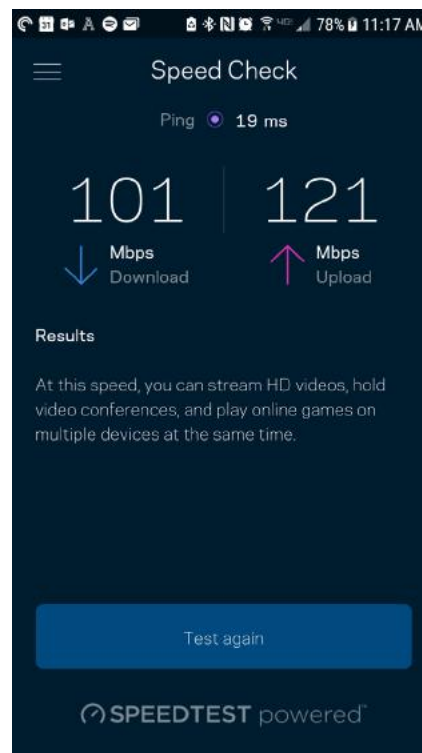 31 78% 11:17 AM
Speed Check
Ping 19 ms
101 121
Mbps Mbps
Download Upload
Results
At this speed, you can stream HD videos, hold
video conferences, and play online games on
multiple devices at the same time.
Test again
SPEEDTEST powered™